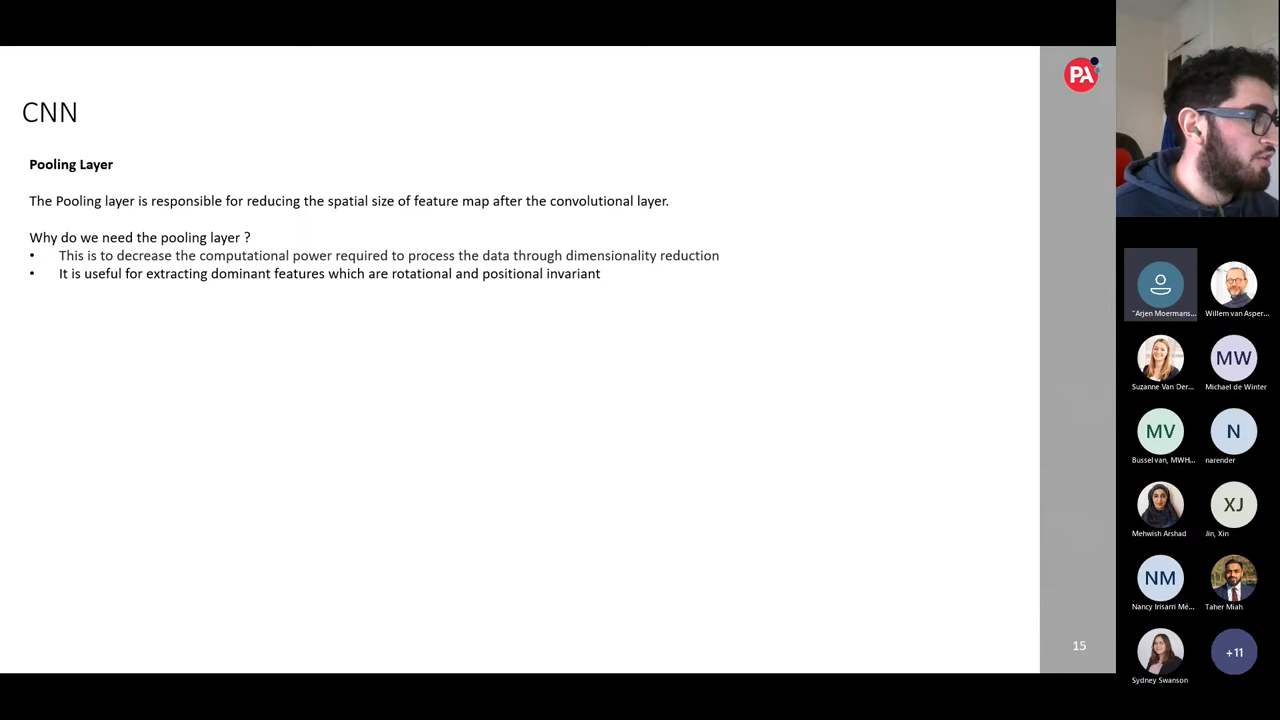 PA
CNN
Pooling Layer
The Pooling layer is responsible for reducing the spatial size of feature map after the convolutional layer.
Why do we need the pooling layer ?
• This is to decrease the computational power required to process the data through dimensionality reduction
• It is useful for extracting dominant features which are rotational and positional invariant
15
"Arjen Moermans...
Willem van Asper...
Suzanne Van Der...
MW
Michael de Winter
MV
Bussel van, MWH...
N
narender
Mehwish Arshad
XJ
Jin, Xin
NM
Nancy Irisarri Mé...
Taher Miah
Sydney Swanson
+11